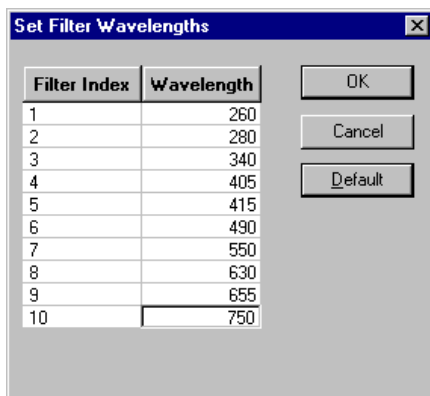 Set Filter Wavelengths
Filter Index Wavelength
1 260
2 280
3 340
4 405
5 415
6 490
7 550
8 630
9 655
10 750
OK
Cancel
Default